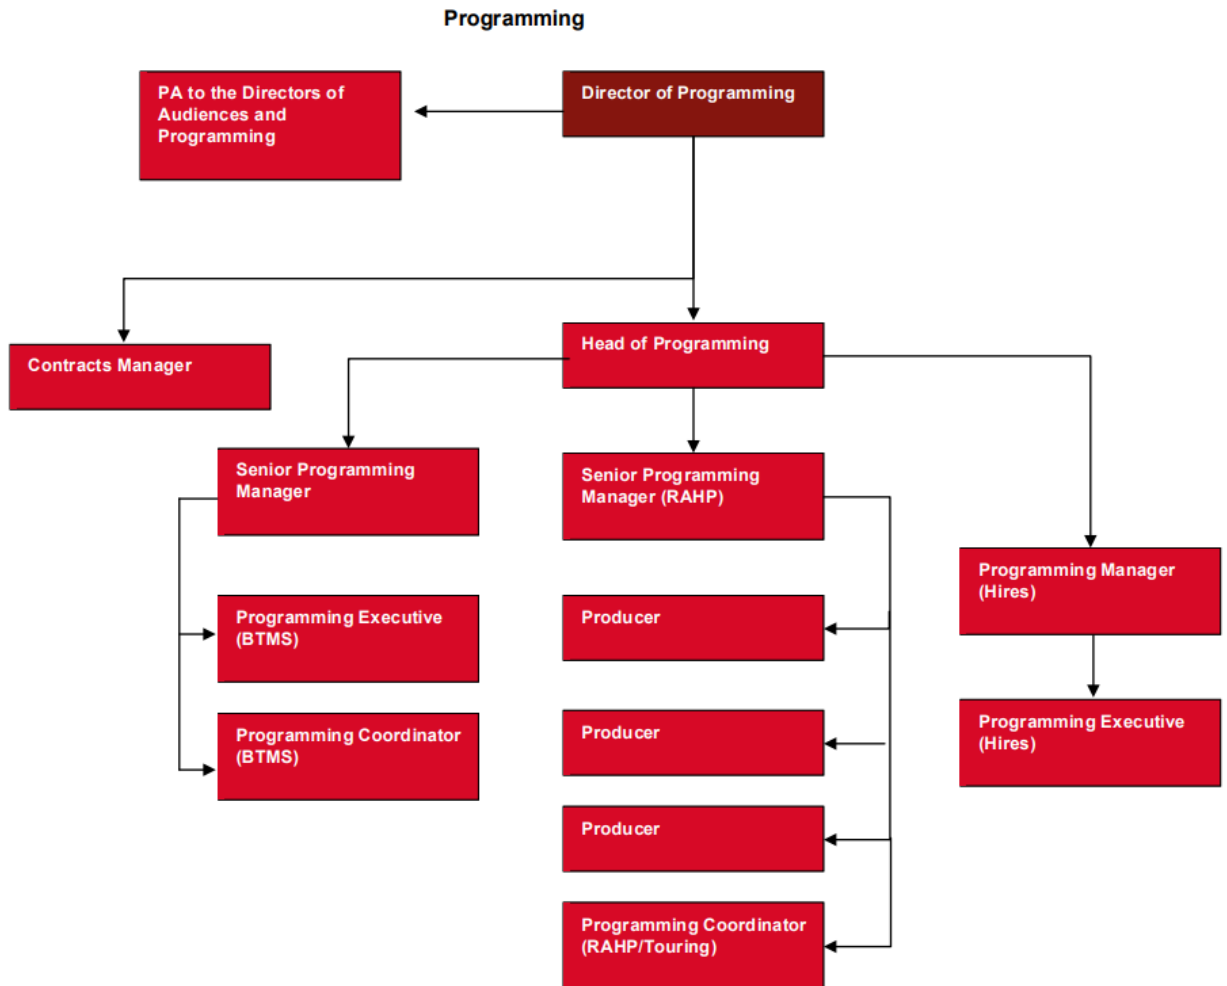 Programming
PA to the Directors of
Audiences and
Programming
Director of Programming
Contracts Manager
Head of Programming
Senior Programming
Manager
Senior Programming
Manager (RAHP)
Programming Manager
(Hires)
Programming Executive
(BTMS)
Producer
Programming Executive
(Hires)
Programming Coordinator
(BTMS)
Producer
Producer
Programming Coordinator
(RAHP/Touring)